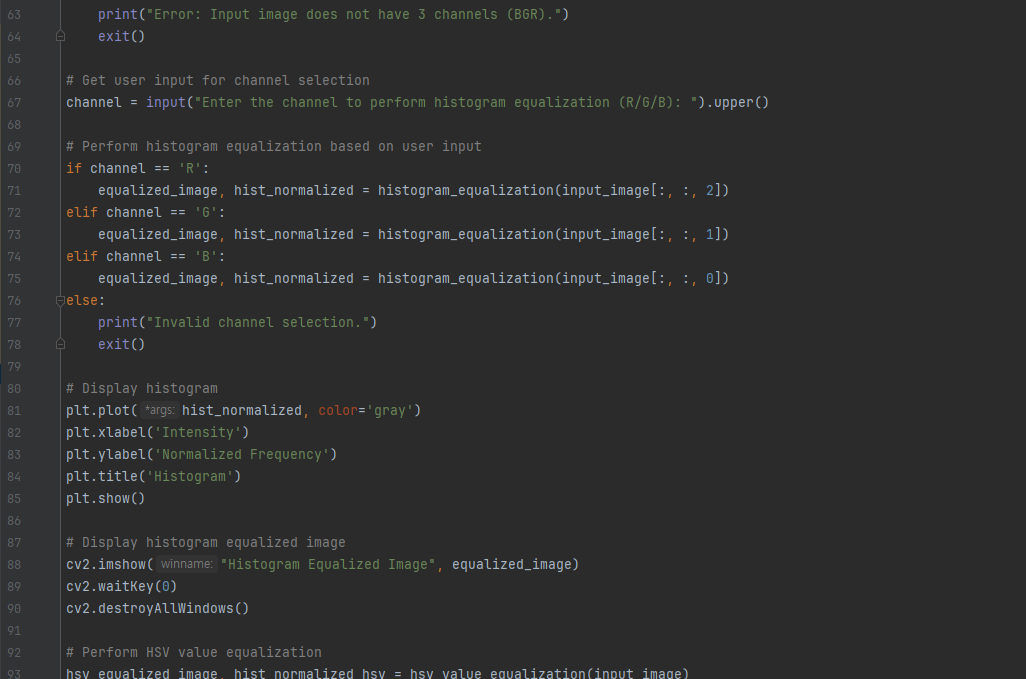 63 print("Error: Input image does not have 3 channels (BGR).")
64 exit()
65
66 # Get user input for channel selection
67 channel = input("Enter the channel to perform histogram equalization (R/G/B): ").upper()
68
69 # Perform histogram equalization based on user input
70 if channel == 'R':
71 equalized_image, hist_normalized = histogram_equalization(input_image[:, :, 2])
72 elif channel == 'G':
73 equalized_image, hist_normalized = histogram_equalization(input_image[:, :, 1])
74 elif channel == 'B':
75 equalized_image, hist_normalized = histogram_equalization(input_image[:, :, 0])
76 else:
77 print("Invalid channel selection.")
78 exit()
79
80 # Display histogram
81 plt.plot( *args: hist_normalized, color='gray')
82 plt.xlabel('Intensity')
83 plt.ylabel('Normalized Frequency')
84 plt.title('Histogram')
85 plt.show()
86
87 # Display histogram equalized image
88 cv2.imshow( winname: "Histogram Equalized Image", equalized_image)
89 cv2.waitKey(0)
90 cv2.destroyAllWindows()
91
92 # Perform HSV value equalization
93 hsv_equalized_image, hist_normalized_hsv = hsv_value_equalization(input_image)